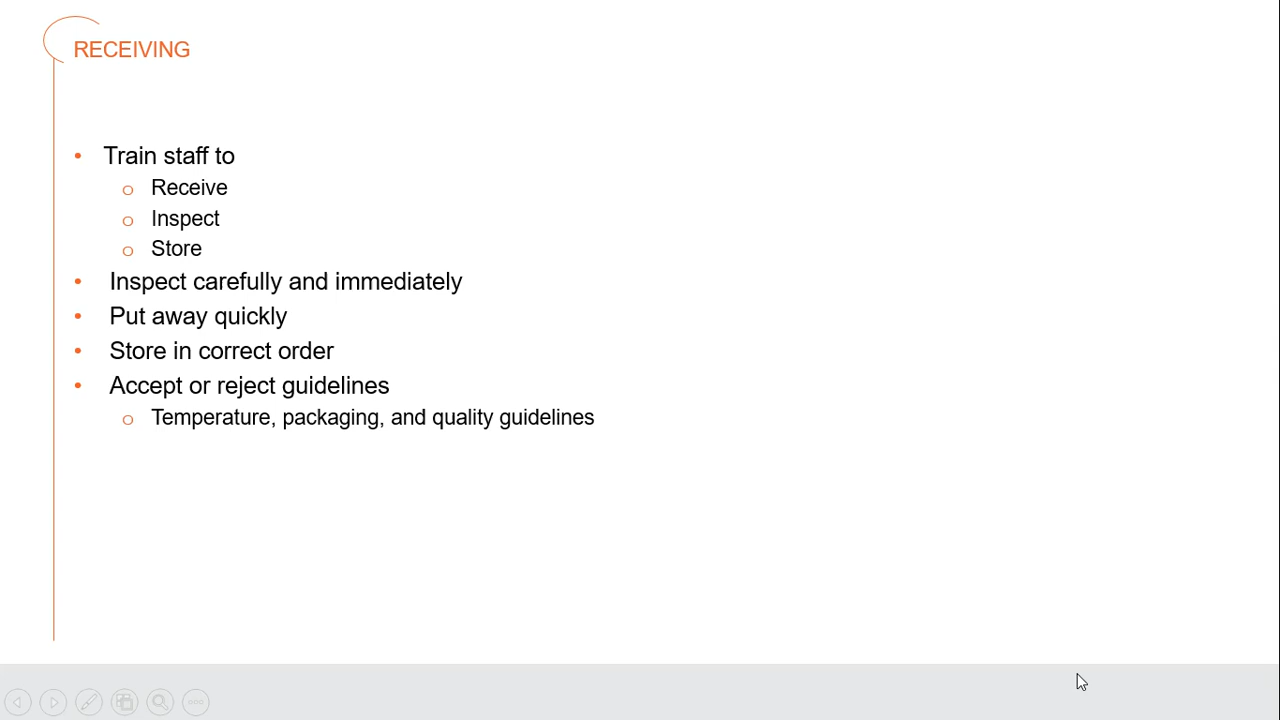 RECEIVING
• Train staff to
o Receive
o Inspect
o Store
• Inspect carefully and immediately
• Put away quickly
• Store in correct order
• Accept or reject guidelines
o Temperature, packaging, and quality guidelines